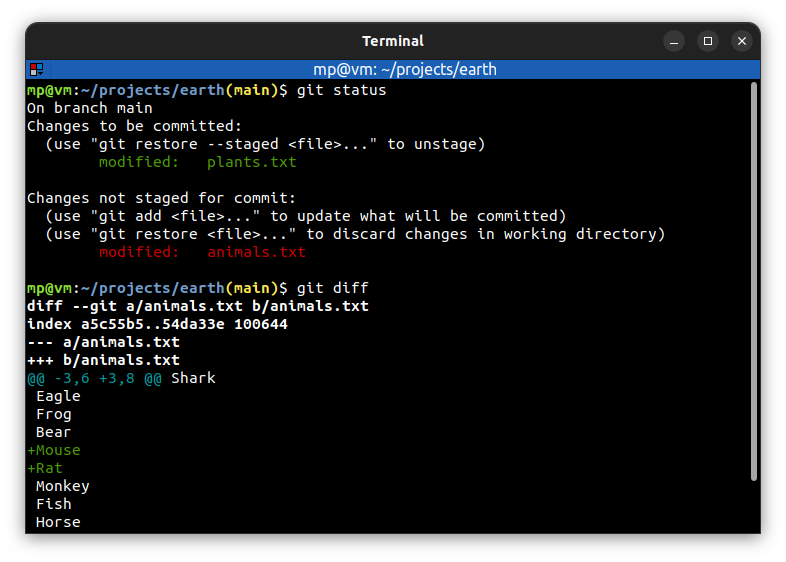 Terminal
mp@vm: ~/projects/earth
mp@vm:~/projects/earth(main)$ git status
On branch main
Changes to be committed:
  (use "git restore --staged <file>..." to unstage)
        modified:   plants.txt

Changes not staged for commit:
  (use "git add <file>..." to update what will be committed)
  (use "git restore <file>..." to discard changes in working directory)
        modified:   animals.txt

mp@vm:~/projects/earth(main)$ git diff
diff --git a/animals.txt b/animals.txt
index a5c55b5..54da33e 100644
--- a/animals.txt
+++ b/animals.txt
@@ -3,6 +3,8 @@ Shark
 Eagle
 Frog
 Bear
+Mouse
+Rat
 Monkey
 Fish
 Horse